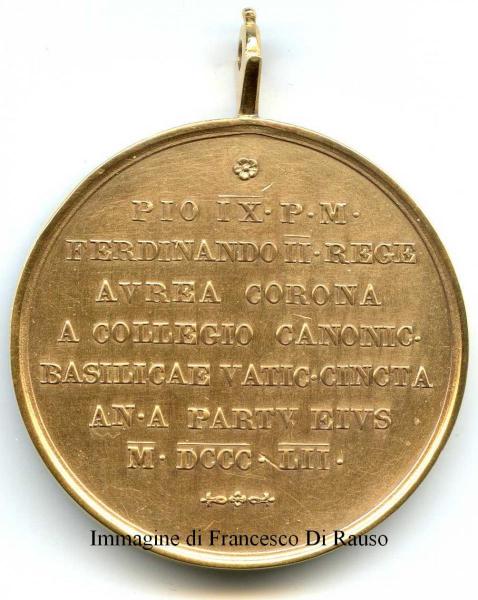 PIO IX · P · M ·
FERDINANDO II · REGE
AVREA CORONA
A COLLEGIO CANONIC ·
BASILICAE VATIC · CINCTA
AN · A PARTV EIVS
M · DCCC · LII ·
Immagine di Francesco Di Rauso